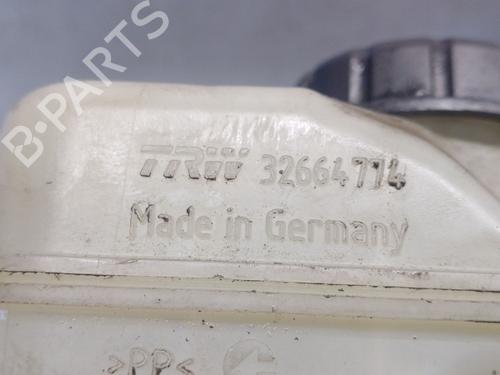 B-PARTS
TRW 32664714
Made in Germany
>PP<